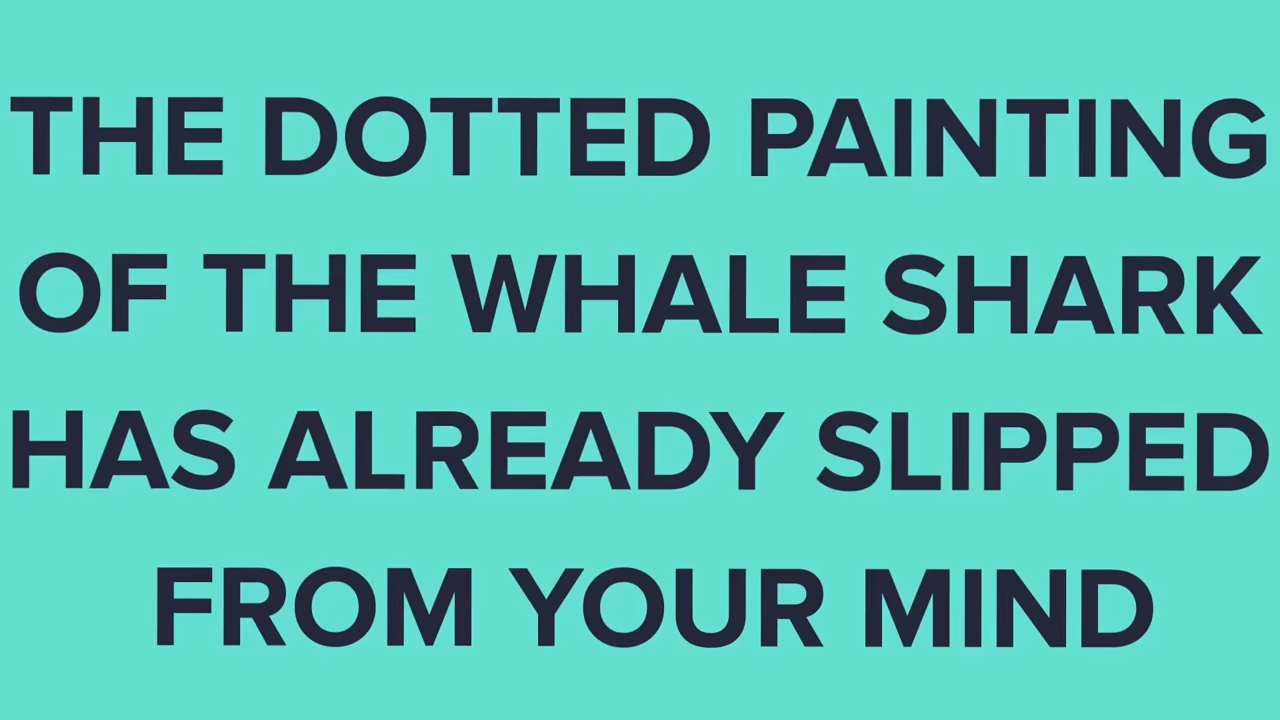 THE DOTTED PAINTING
OF THE WHALE SHARK
HAS ALREADY SLIPPED
FROM YOUR MIND